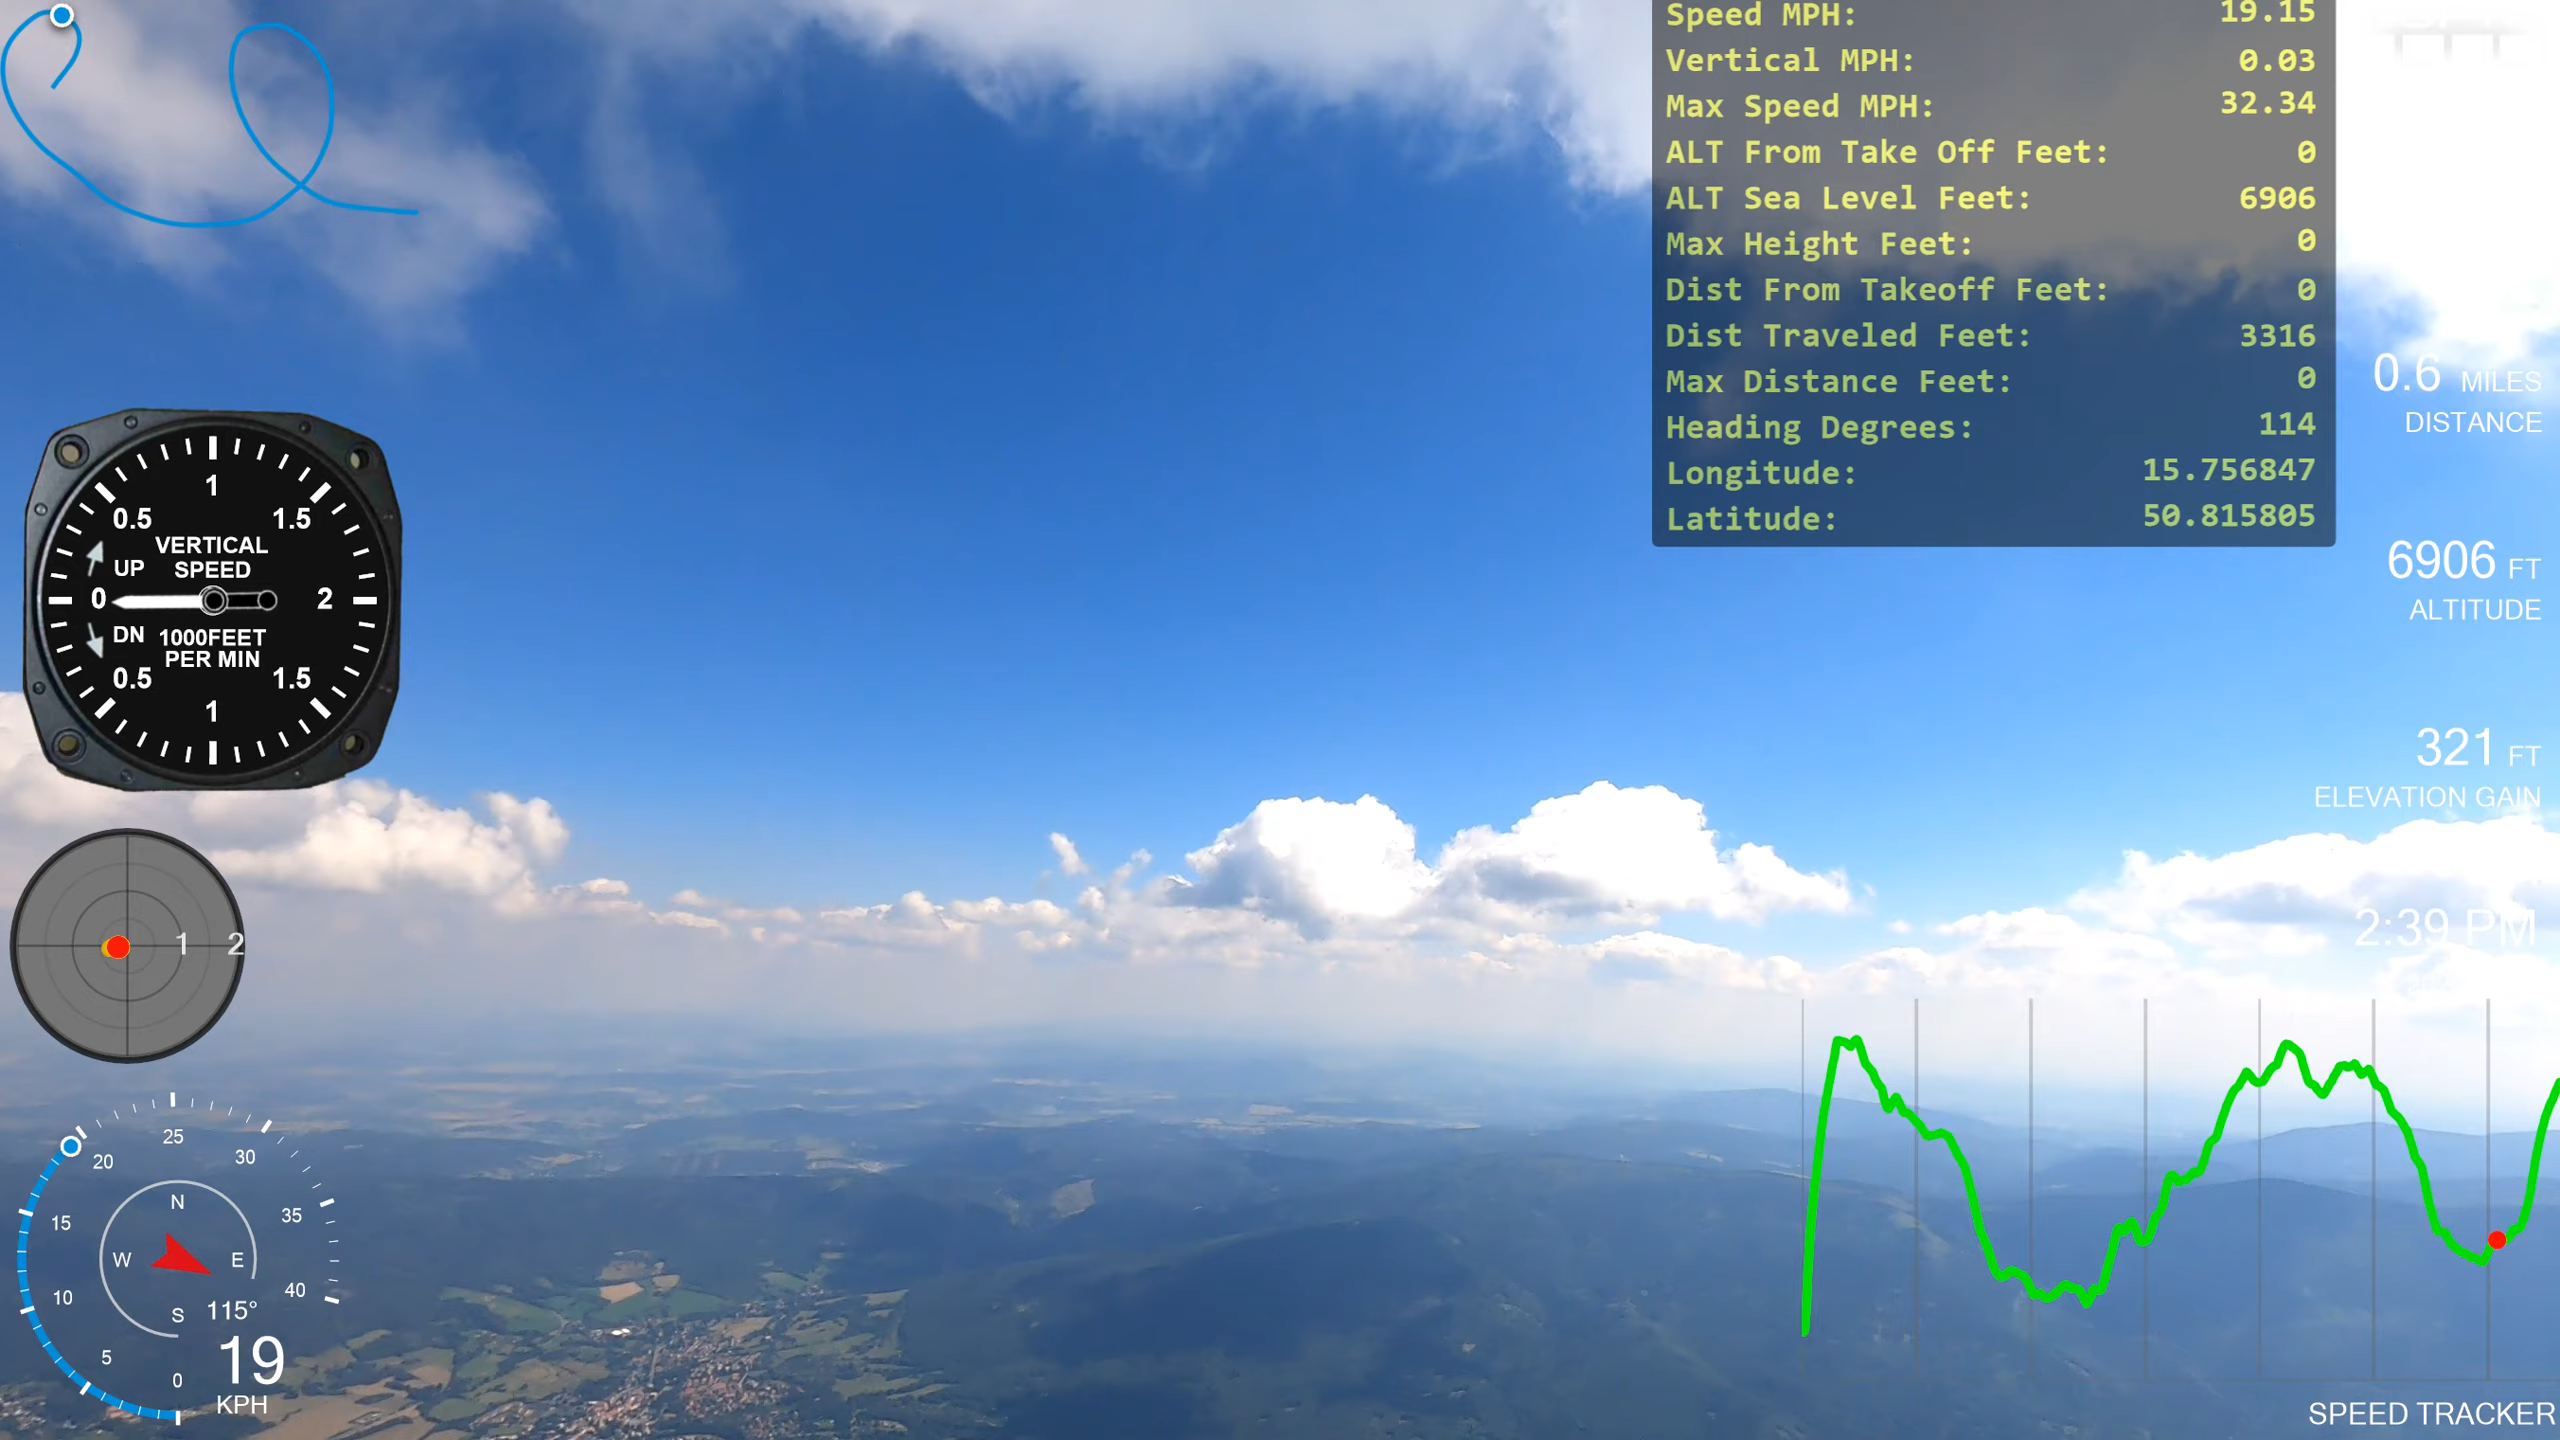 Speed MPH: 19.15
Vertical MPH: 0.03
Max Speed MPH: 32.34
ALT From Take Off Feet: 0
ALT Sea Level Feet: 6906
Max Height Feet: 0
Dist From Takeoff Feet: 0
Dist Traveled Feet: 3316
Max Distance Feet: 0
Heading Degrees: 114
Longitude: 15.756847
Latitude: 50.815805
0.6 MILES
DISTANCE
6906 FT
ALTITUDE
321 FT
ELEVATION GAIN
2:39 PM
1
0.5 1.5
VERTICAL
SPEED
UP
0 2
DN
1000FEET
PER MIN
0.5 1.5
1
1 2
25
20 30
15 35
10 40
5
0
N
W E
S
115°
19
KPH
SPEED TRACKER